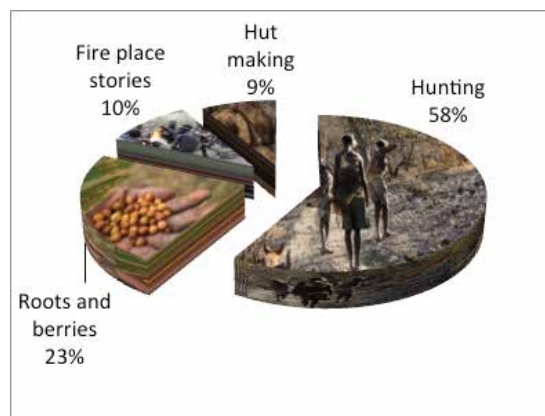 Fire place
stories
10%
Hut
making
9%
Hunting
58%
Roots and
berries
23%